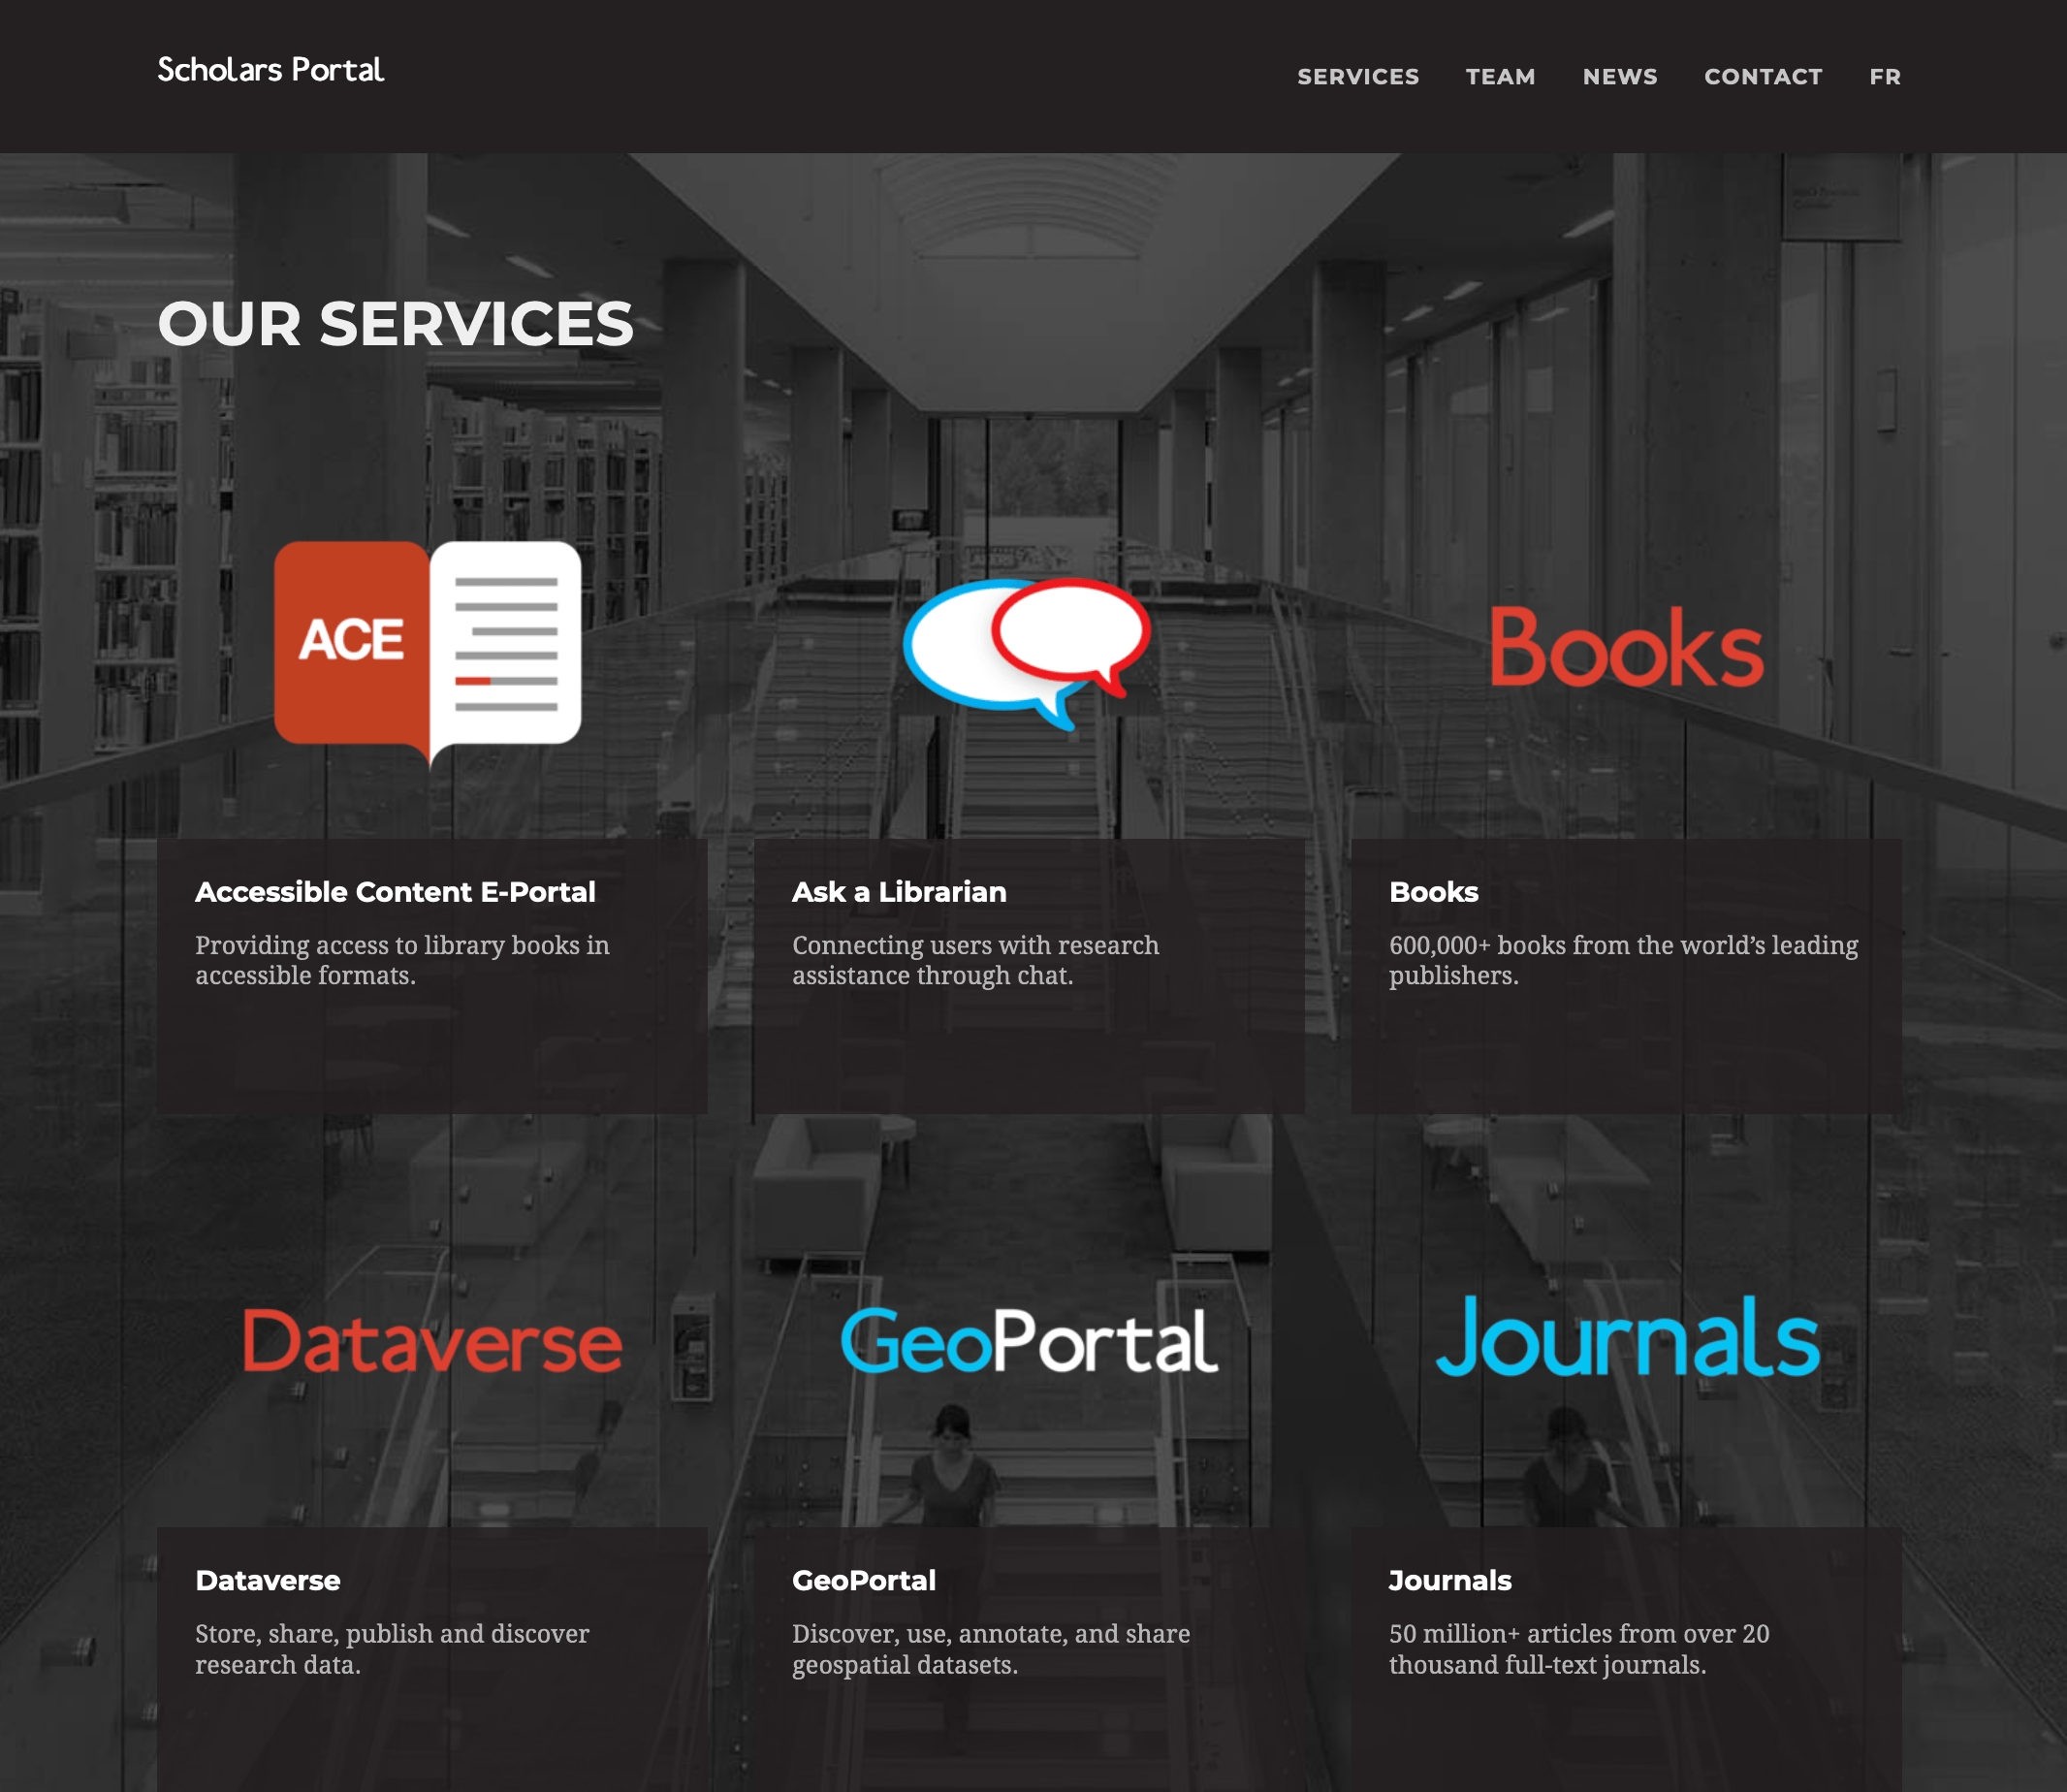 Scholars Portal
SERVICES TEAM NEWS CONTACT FR
OUR SERVICES
ACE
Books
Accessible Content E-Portal
Providing access to library books in
accessible formats.
Ask a Librarian
Connecting users with research
assistance through chat.
Books
600,000+ books from the world’s leading
publishers.
Dataverse
GeoPortal
Journals
Dataverse
Store, share, publish and discover
research data.
GeoPortal
Discover, use, annotate, and share
geospatial datasets.
Journals
50 million+ articles from over 20
thousand full-text journals.